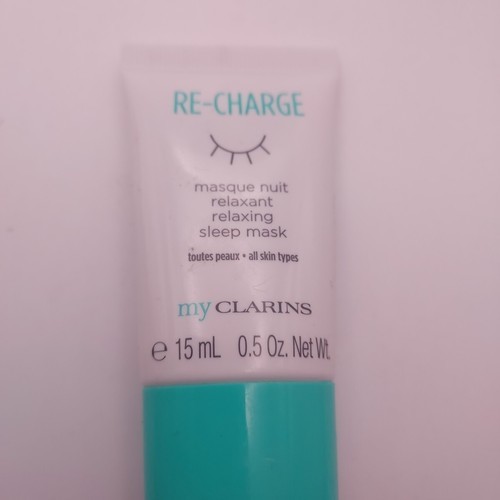 RE-CHARGE
masque nuit
relaxant
relaxing
sleep mask
toutes peaux • all skin types
my CLARINS
℮ 15 mL 0.5 Oz. Net Wt.